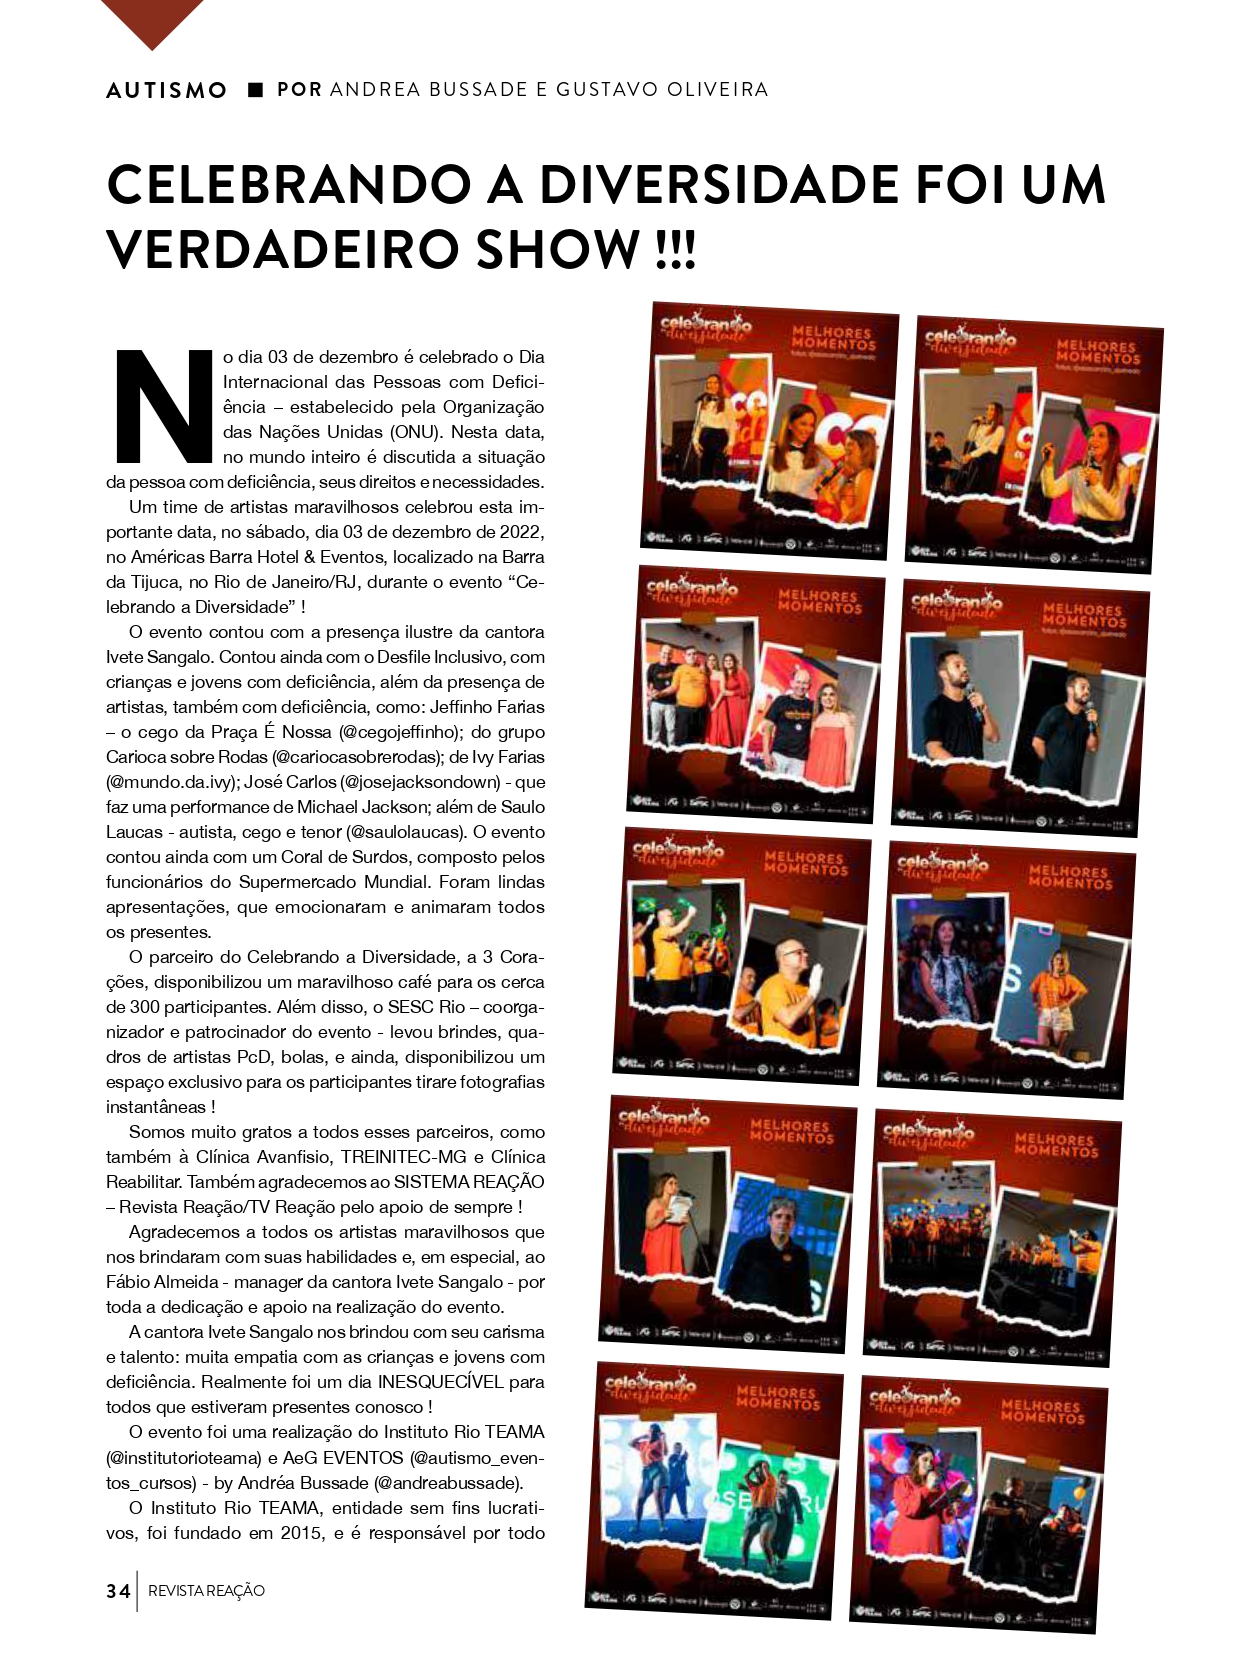 AUTISMO ■ POR ANDREA BUSSADE E GUSTAVO OLIVEIRA
CELEBRANDO A DIVERSIDADE FOI UM
VERDADEIRO SHOW !!!
No dia 03 de dezembro é celebrado o Dia
Internacional das Pessoas com Defici-
ência – estabelecido pela Organização
das Nações Unidas (ONU). Nesta data,
no mundo inteiro é discutida a situação
da pessoa com deficiência, seus direitos e necessidades.
Um time de artistas maravilhosos celebrou esta im-
portante data, no sábado, dia 03 de dezembro de 2022,
no Américas Barra Hotel & Eventos, localizado na Barra
da Tijuca, no Rio de Janeiro/RJ, durante o evento “Ce-
lebrando a Diversidade” !
O evento contou com a presença ilustre da cantora
Ivete Sangalo. Contou ainda com o Desfile Inclusivo, com
crianças e jovens com deficiência, além da presença de
artistas, também com deficiência, como: Jeffinho Farias
– o cego da Praça É Nossa (@cegojeffinho); do grupo
Carioca sobre Rodas (@cariocasobrerodas); de Ivy Farias
(@mundo.da.ivy); José Carlos (@josejacksondown) - que
faz uma performance de Michael Jackson; além de Saulo
Laucas - autista, cego e tenor (@saulolaucas). O evento
contou ainda com um Coral de Surdos, composto pelos
funcionários do Supermercado Mundial. Foram lindas
apresentações, que emocionaram e animaram todos
os presentes.
O parceiro do Celebrando a Diversidade, a 3 Cora-
ções, disponibilizou um maravilhoso café para os cerca
de 300 participantes. Além disso, o SESC Rio – coorga-
nizador e patrocinador do evento - levou brindes, qua-
dros de artistas PcD, bolas, e ainda, disponibilizou um
espaço exclusivo para os participantes tirare fotografias
instantâneas !
Somos muito gratos a todos esses parceiros, como
também à Clínica Avanfisio, TREINITEC-MG e Clínica
Reabilitar. Também agradecemos ao SISTEMA REAÇÃO
– Revista Reação/TV Reação pelo apoio de sempre !
Agradecemos a todos os artistas maravilhosos que
nos brindaram com suas habilidades e, em especial, ao
Fábio Almeida - manager da cantora Ivete Sangalo - por
toda a dedicação e apoio na realização do evento.
A cantora Ivete Sangalo nos brindou com seu carisma
e talento: muita empatia com as crianças e jovens com
deficiência. Realmente foi um dia INESQUECÍVEL para
todos que estiveram presentes conosco !
O evento foi uma realização do Instituto Rio TEAMA
(@institutorioteama) e AeG EVENTOS (@autismo_even-
tos_cursos) - by Andréa Bussade (@andreabussade).
O Instituto Rio TEAMA, entidade sem fins lucrati-
vos, foi fundado em 2015, e é responsável por todo
celebrando
a diversidade
MELHORES
MOMENTOS
celebrando
a diversidade
MELHORES
MOMENTOS
celebrando
a diversidade
MELHORES
MOMENTOS
celebrando
a diversidade
MELHORES
MOMENTOS
celebrando
a diversidade
MELHORES
MOMENTOS
celebrando
a diversidade
MELHORES
MOMENTOS
celebrando
a diversidade
MELHORES
MOMENTOS
celebrando
a diversidade
MELHORES
MOMENTOS
celebrando
a diversidade
MELHORES
MOMENTOS
celebrando
a diversidade
MELHORES
MOMENTOS
34 REVISTA REAÇÃO